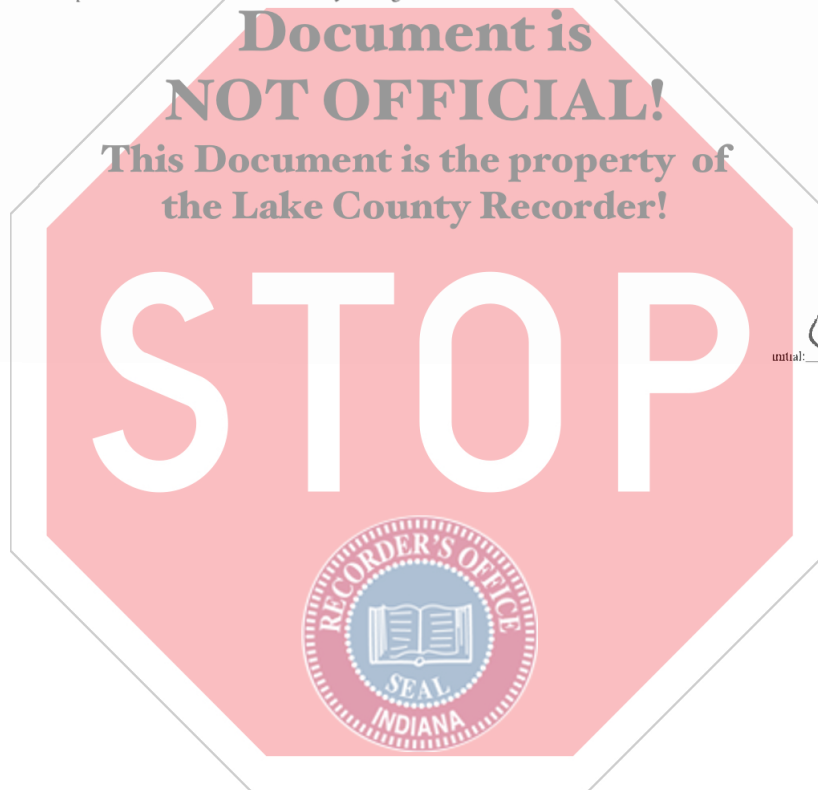 Document is
NOT OFFICIAL!
This Document is the property of
the Lake County Recorder!
STOP
initial:
RECORDER'S OFFICE
SEAL
INDIANA